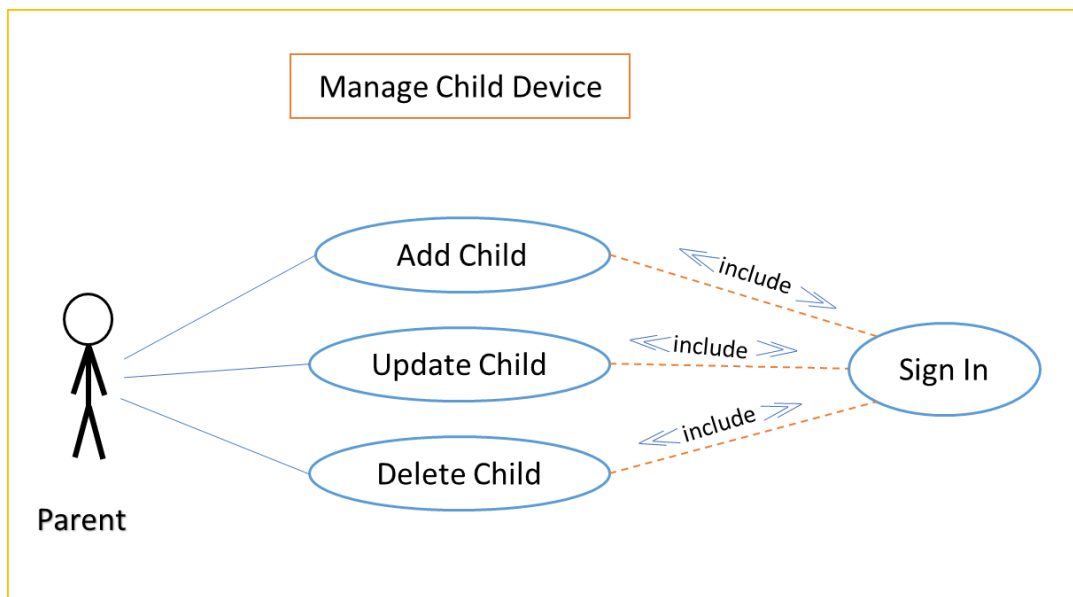 Manage Child Device
Add Child
include
Update Child
include
Sign In
Delete Child
include
Parent